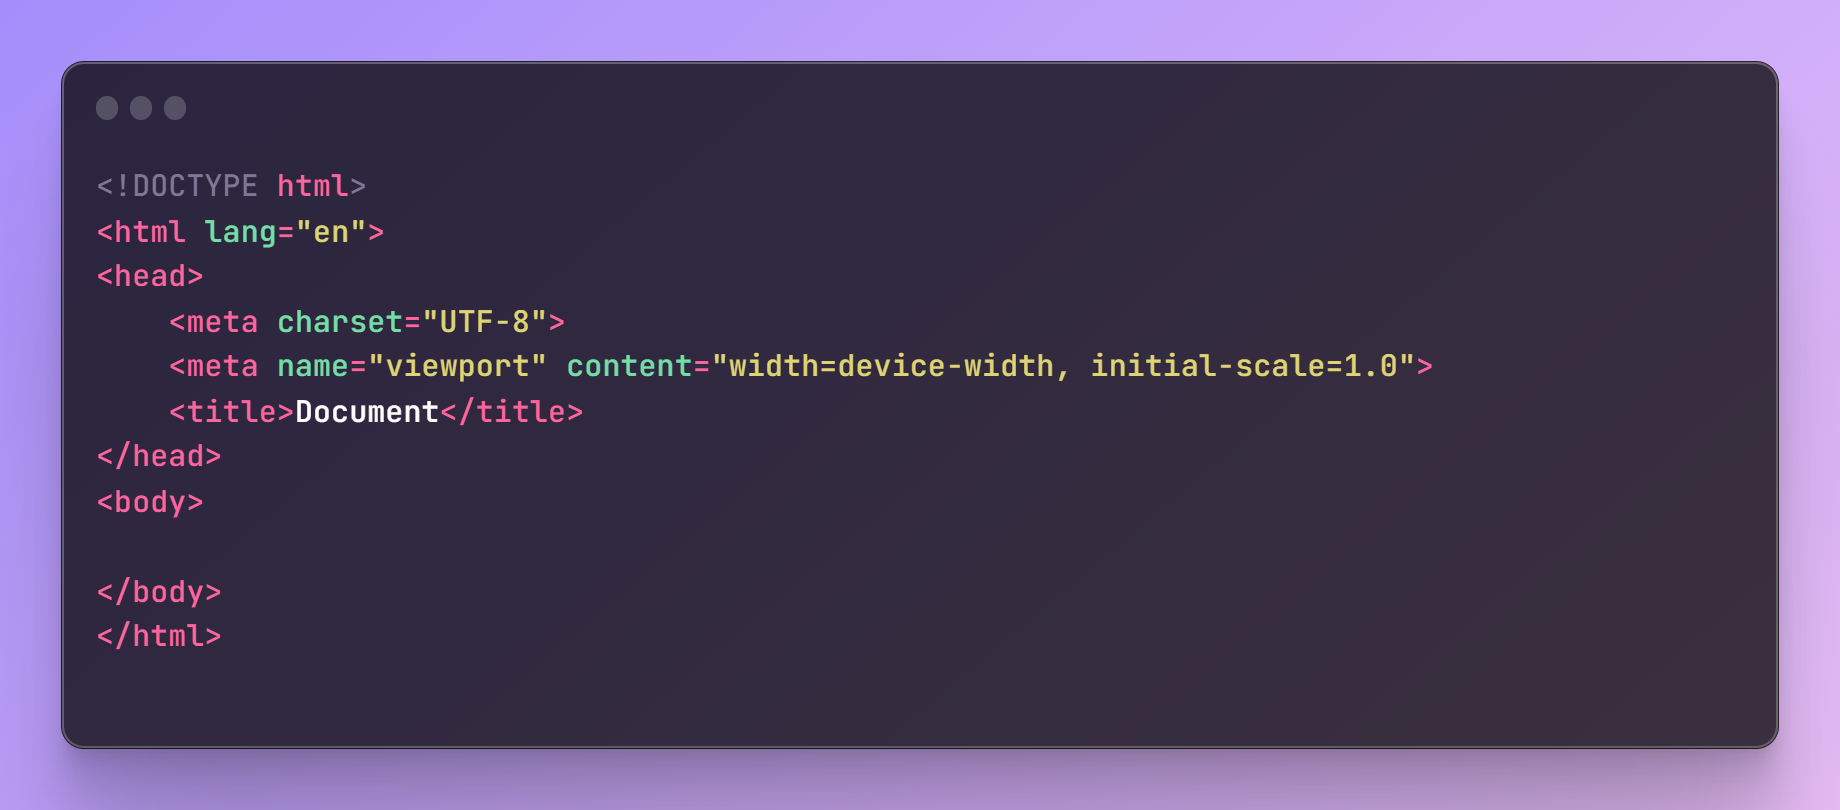 <!DOCTYPE html>
<html lang="en">
<head>
    <meta charset="UTF-8">
    <meta name="viewport" content="width=device-width, initial-scale=1.0">
    <title>Document</title>
</head>
<body>

</body>
</html>